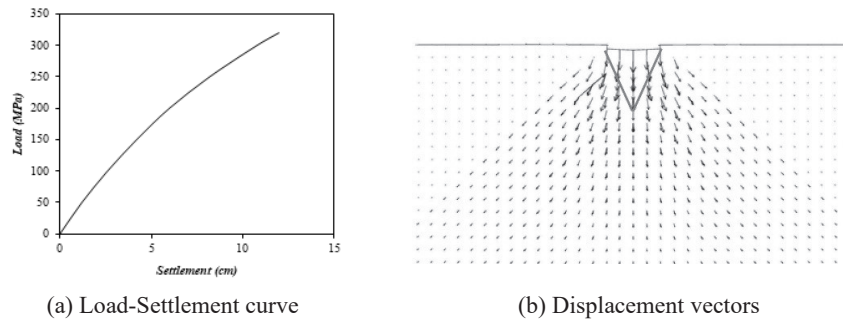 350
300
250
200
150
100
50
0
Load (MPa)
0 5 10 15
Settlement (cm)
(a) Load-Settlement curve
(b) Displacement vectors